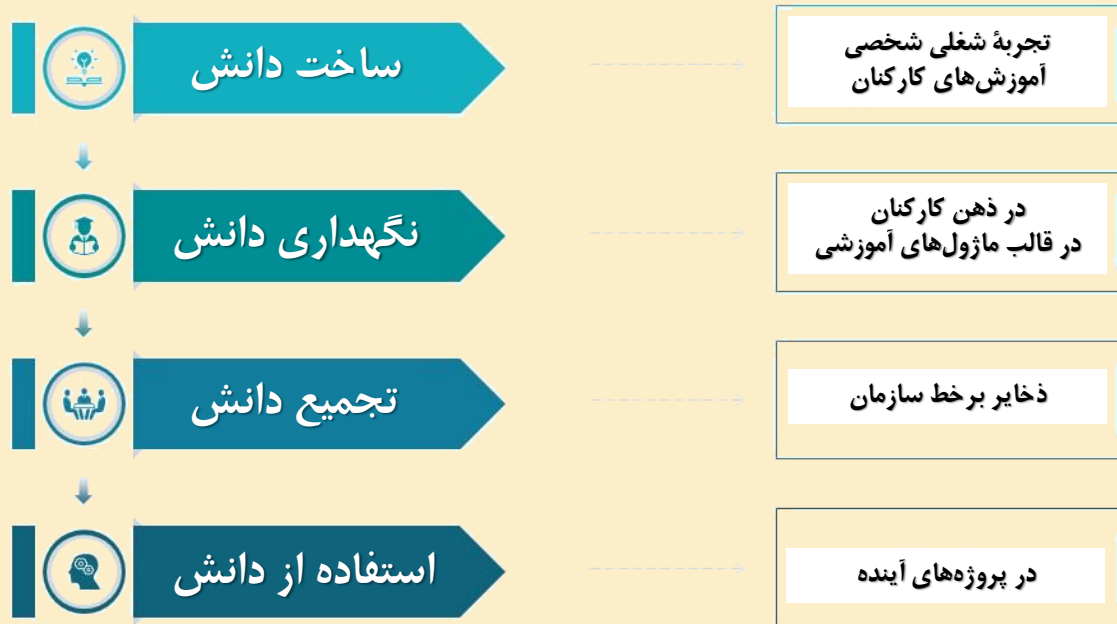 ساخت دانش
تجربهٔ شغلی شخصی
آموزش‌های کارکنان
نگهداری دانش
در ذهن کارکنان
در قالب ماژول‌های آموزشی
تجمیع دانش
ذخایر برخط سازمان
استفاده از دانش
در پروژه‌های آینده